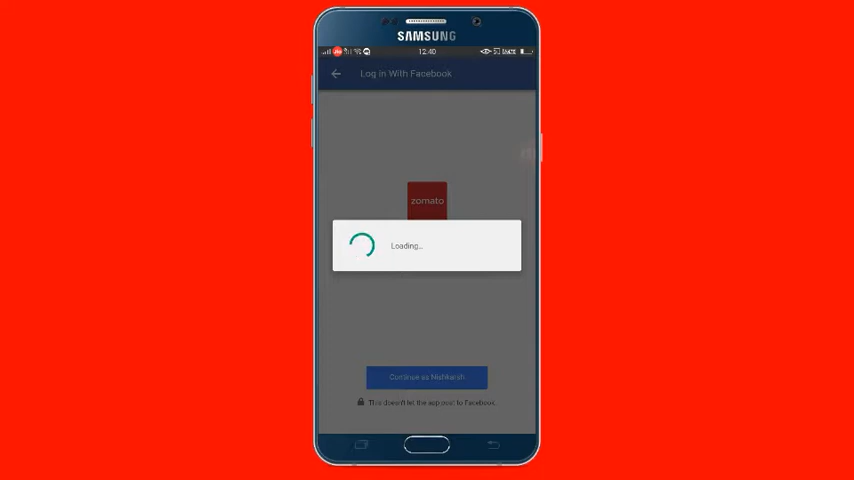 SAMSUNG
12:40
Log in With Facebook
zomato
Loading...
Continue as Nishkarsh
This doesn't let the app post to Facebook.